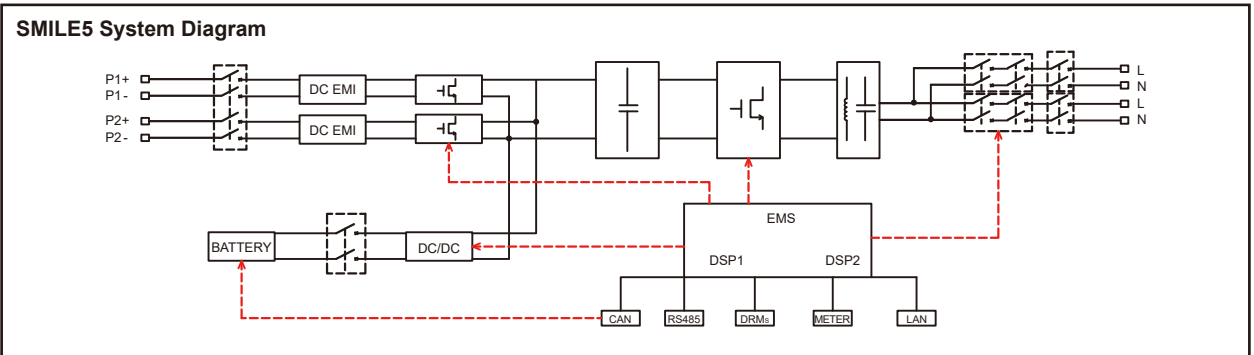 SMILE5 System Diagram
P1+
P1-
P2+
P2-
DC EMI
DC EMI
L
N
L
N
BATTERY
DC/DC
EMS
DSP1 DSP2
CAN RS485 DRMs METER LAN